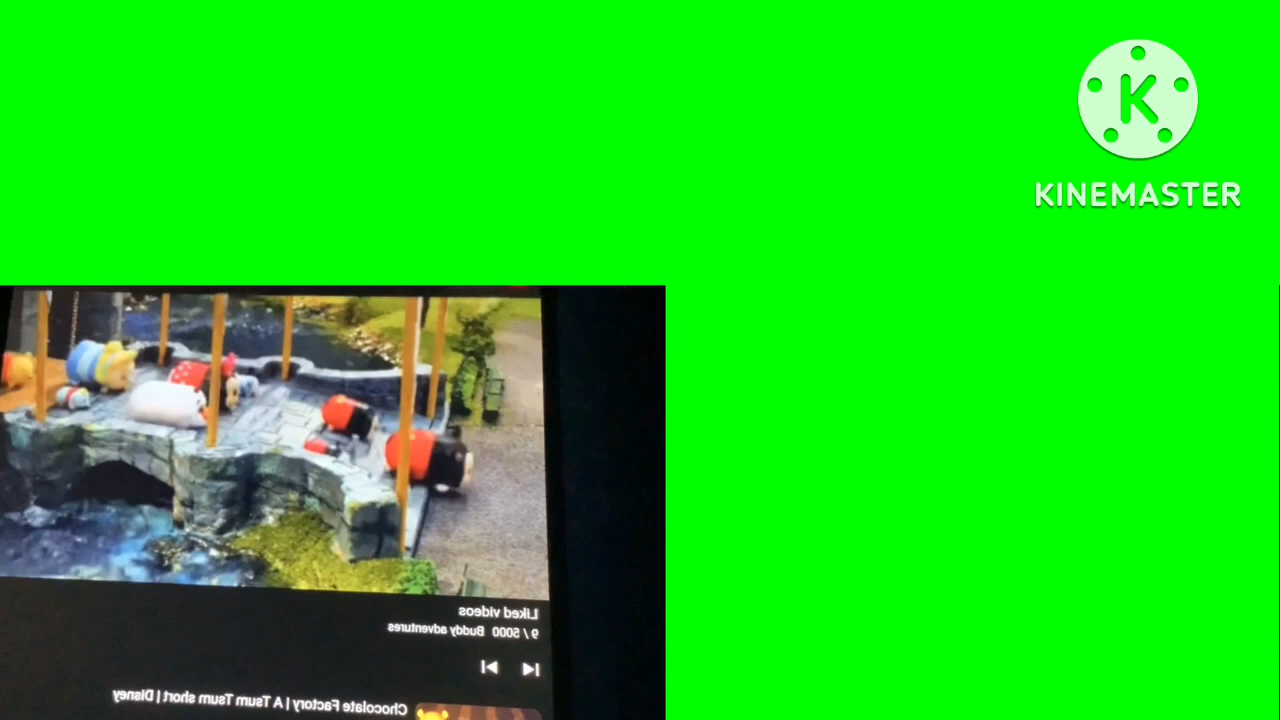 K
KINEMASTER
Liked videos
9 / 5000 Buddy adventures
Chocolate Factory | A Tsum Tsum short | Disney